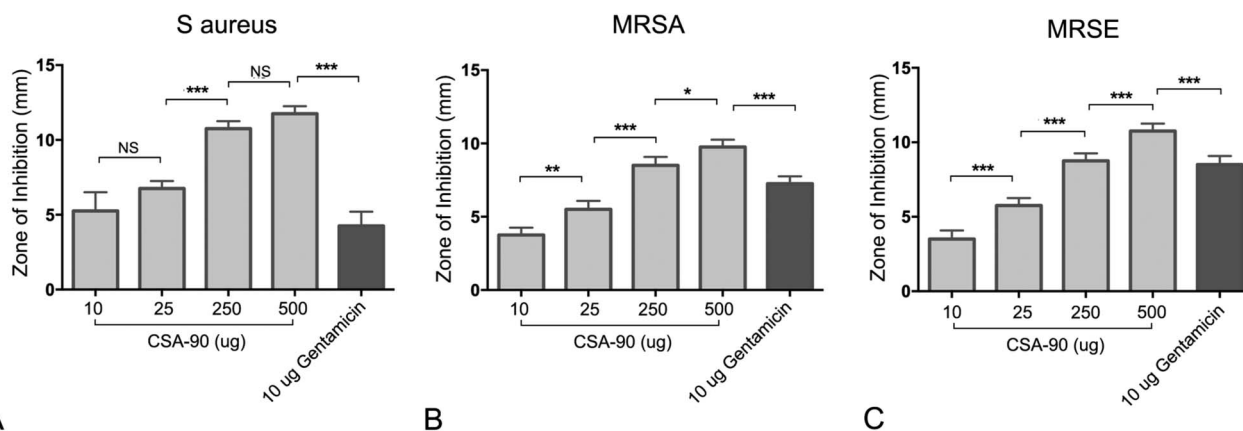 S aureus
Zone of Inhibition (mm)
15
10
5
0
NS
***
NS
***
10
25
250
500
CSA-90 (ug)
10 ug Gentamicin
A
MRSA
Zone of Inhibition (mm)
15
10
5
0
**
***
*
***
10
25
250
500
CSA-90 (ug)
10 ug Gentamicin
B
MRSE
Zone of Inhibition (mm)
15
10
5
0
***
***
***
***
10
25
250
500
CSA-90 (ug)
10 ug Gentamicin
C